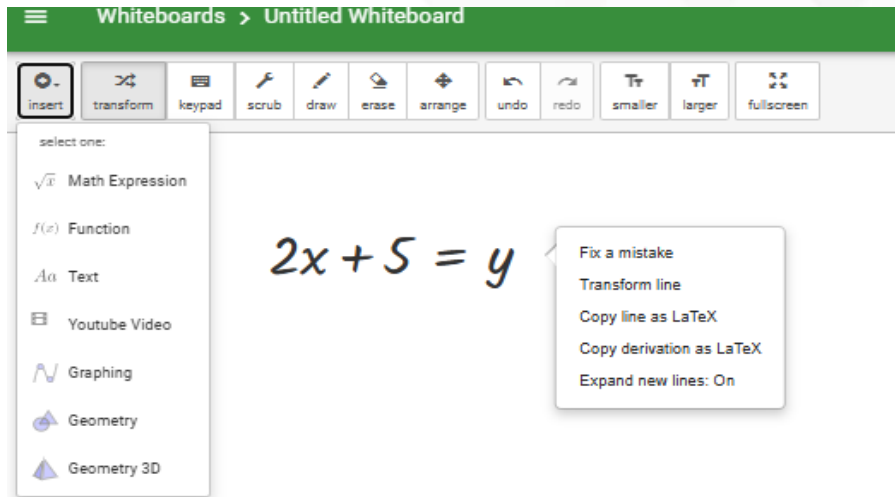 Whiteboards > Untitled Whiteboard
insert transform keypad scrub draw erase arrange undo redo smaller larger fullscreen
select one:
√x Math Expression
f(x) Function
Aa Text
Youtube Video
Graphing
Geometry
Geometry 3D
2x + 5 = y
Fix a mistake
Transform line
Copy line as LaTeX
Copy derivation as LaTeX
Expand new lines: On